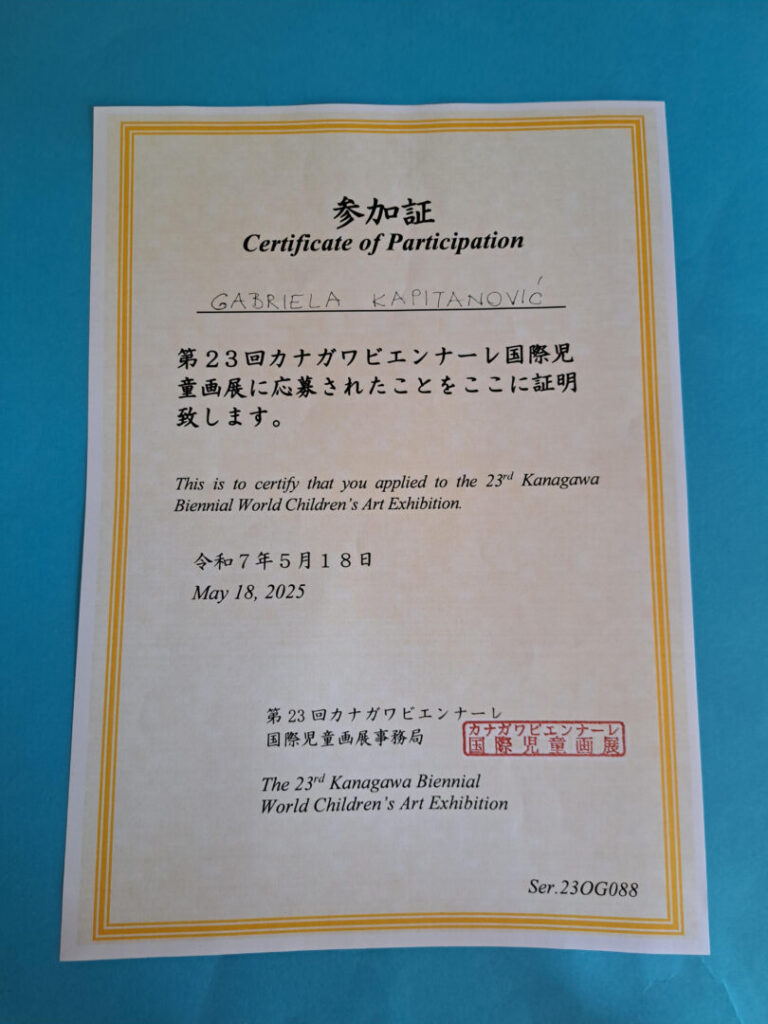 参加証
Certificate of Participation
GABRIELA KAPITANOVIĆ
第２３回カナガワビエンナーレ国際児
童画展に応募されたことをここに証明
致します。
This is to certify that you applied to the 23rd Kanagawa
Biennial World Children's Art Exhibition.
令和７年５月１８日
May 18, 2025
第 23 回カナガワビエンナーレ
国際児童画展事務局
カナガワビエンナーレ
国際児童画展
The 23rd Kanagawa Biennial
World Children's Art Exhibition
Ser.23OG088